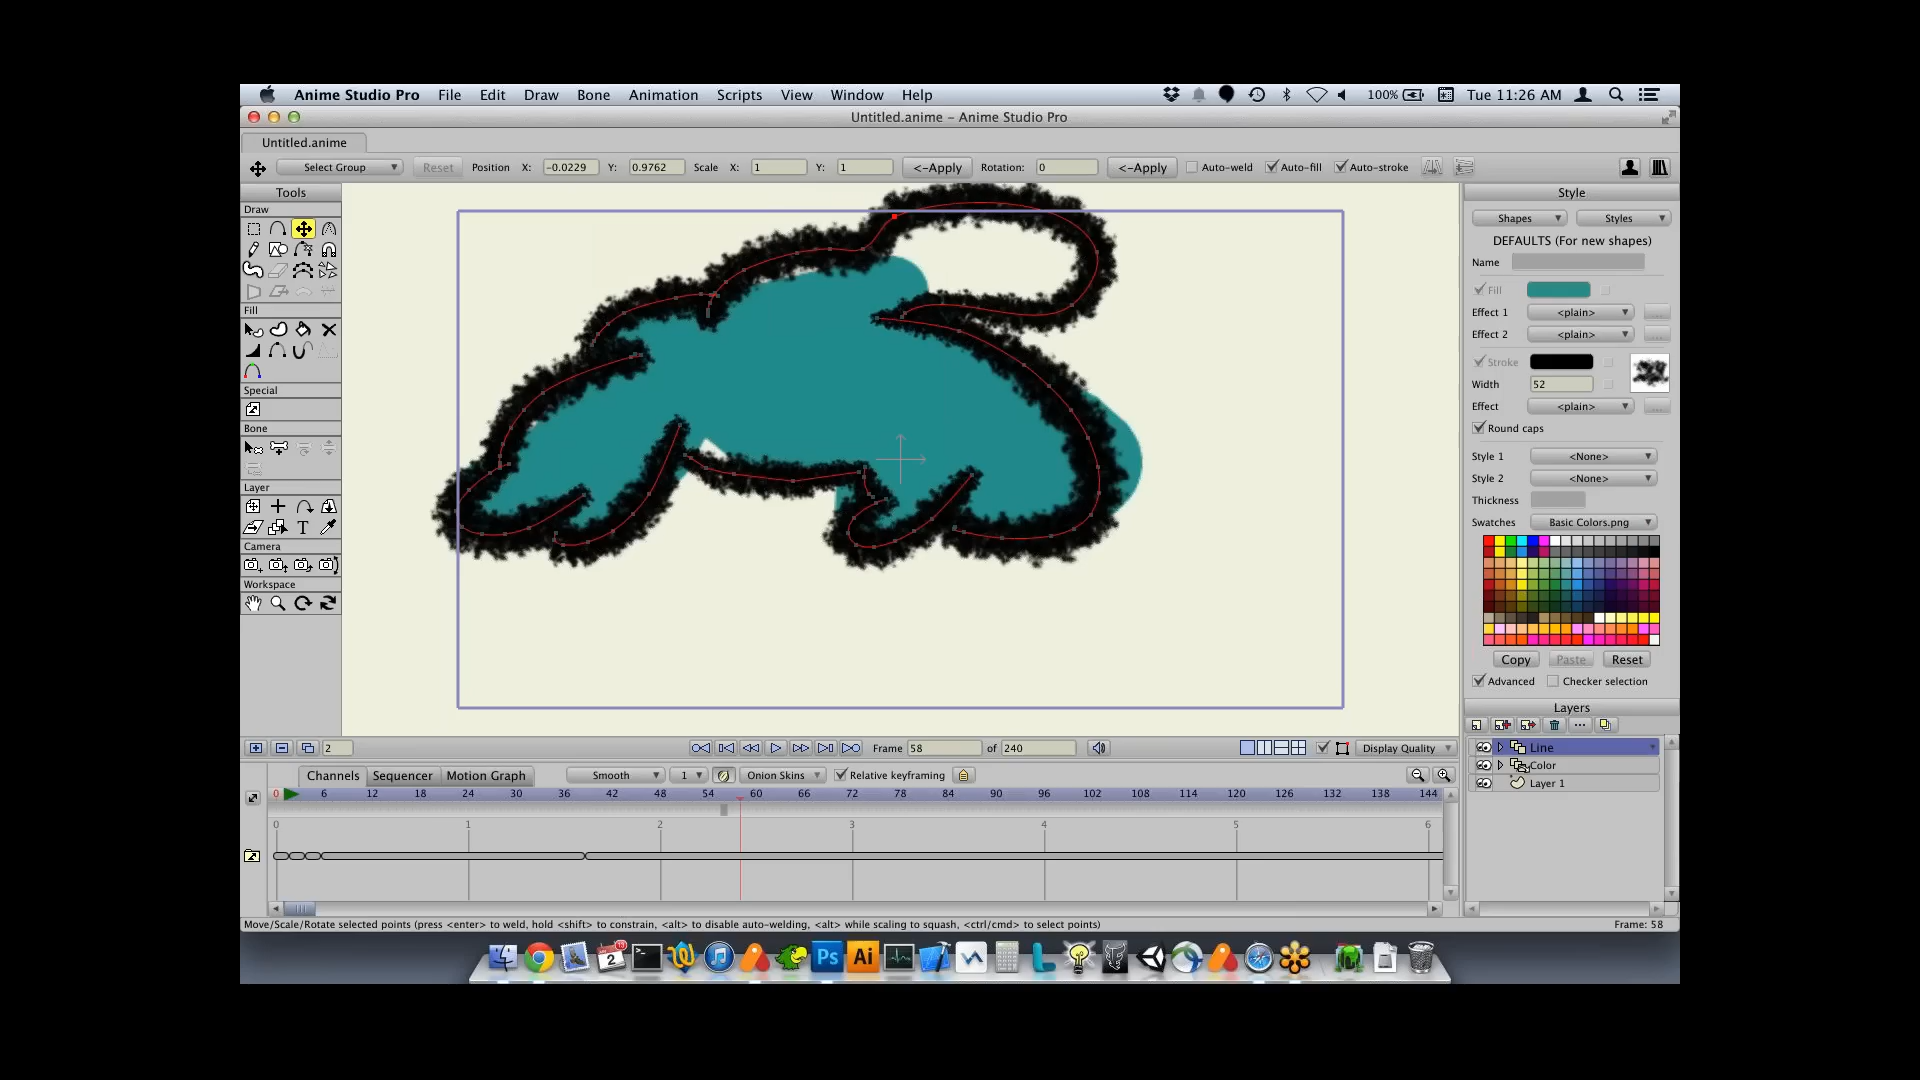 Anime Studio Pro File Edit Draw Bone Animation Scripts View Window Help 100% Tue 11:26 AM
Untitled.anime – Anime Studio Pro
Untitled.anime
Select Group Reset Position X: -0.0229 Y: 0.9762 Scale X: 1 Y: 1 <-Apply Rotation: 0 <-Apply Auto-weld Auto-fill Auto-stroke
Tools
Draw
Fill
Special
Bone
Layer
T
Camera
Workspace
Style
Shapes Styles
DEFAULTS (For new shapes)
Name
Fill
Effect 1 <plain> ...
Effect 2 <plain> ...
Stroke
Width 52
Effect <plain> ...
Round caps
Style 1 <None>
Style 2 <None>
Thickness
Swatches Basic Colors.png
Copy Paste Reset
Advanced Checker selection
Layers
Line
Color
Layer 1
2 Frame 58 of 240 Display Quality
Channels Sequencer Motion Graph Smooth 1 Onion Skins Relative keyframing
0 6 12 18 24 30 36 42 48 54 60 66 72 78 84 90 96 102 108 114 120 126 132 138 144
0 1 2 3 4 5 6
Move/Scale/Rotate selected points (press <enter> to weld, hold <shift> to constrain, <alt> to disable auto-welding, <alt> while scaling to squash, <ctrl/cmd> to select points) Frame: 58
13
2 Ps Ai